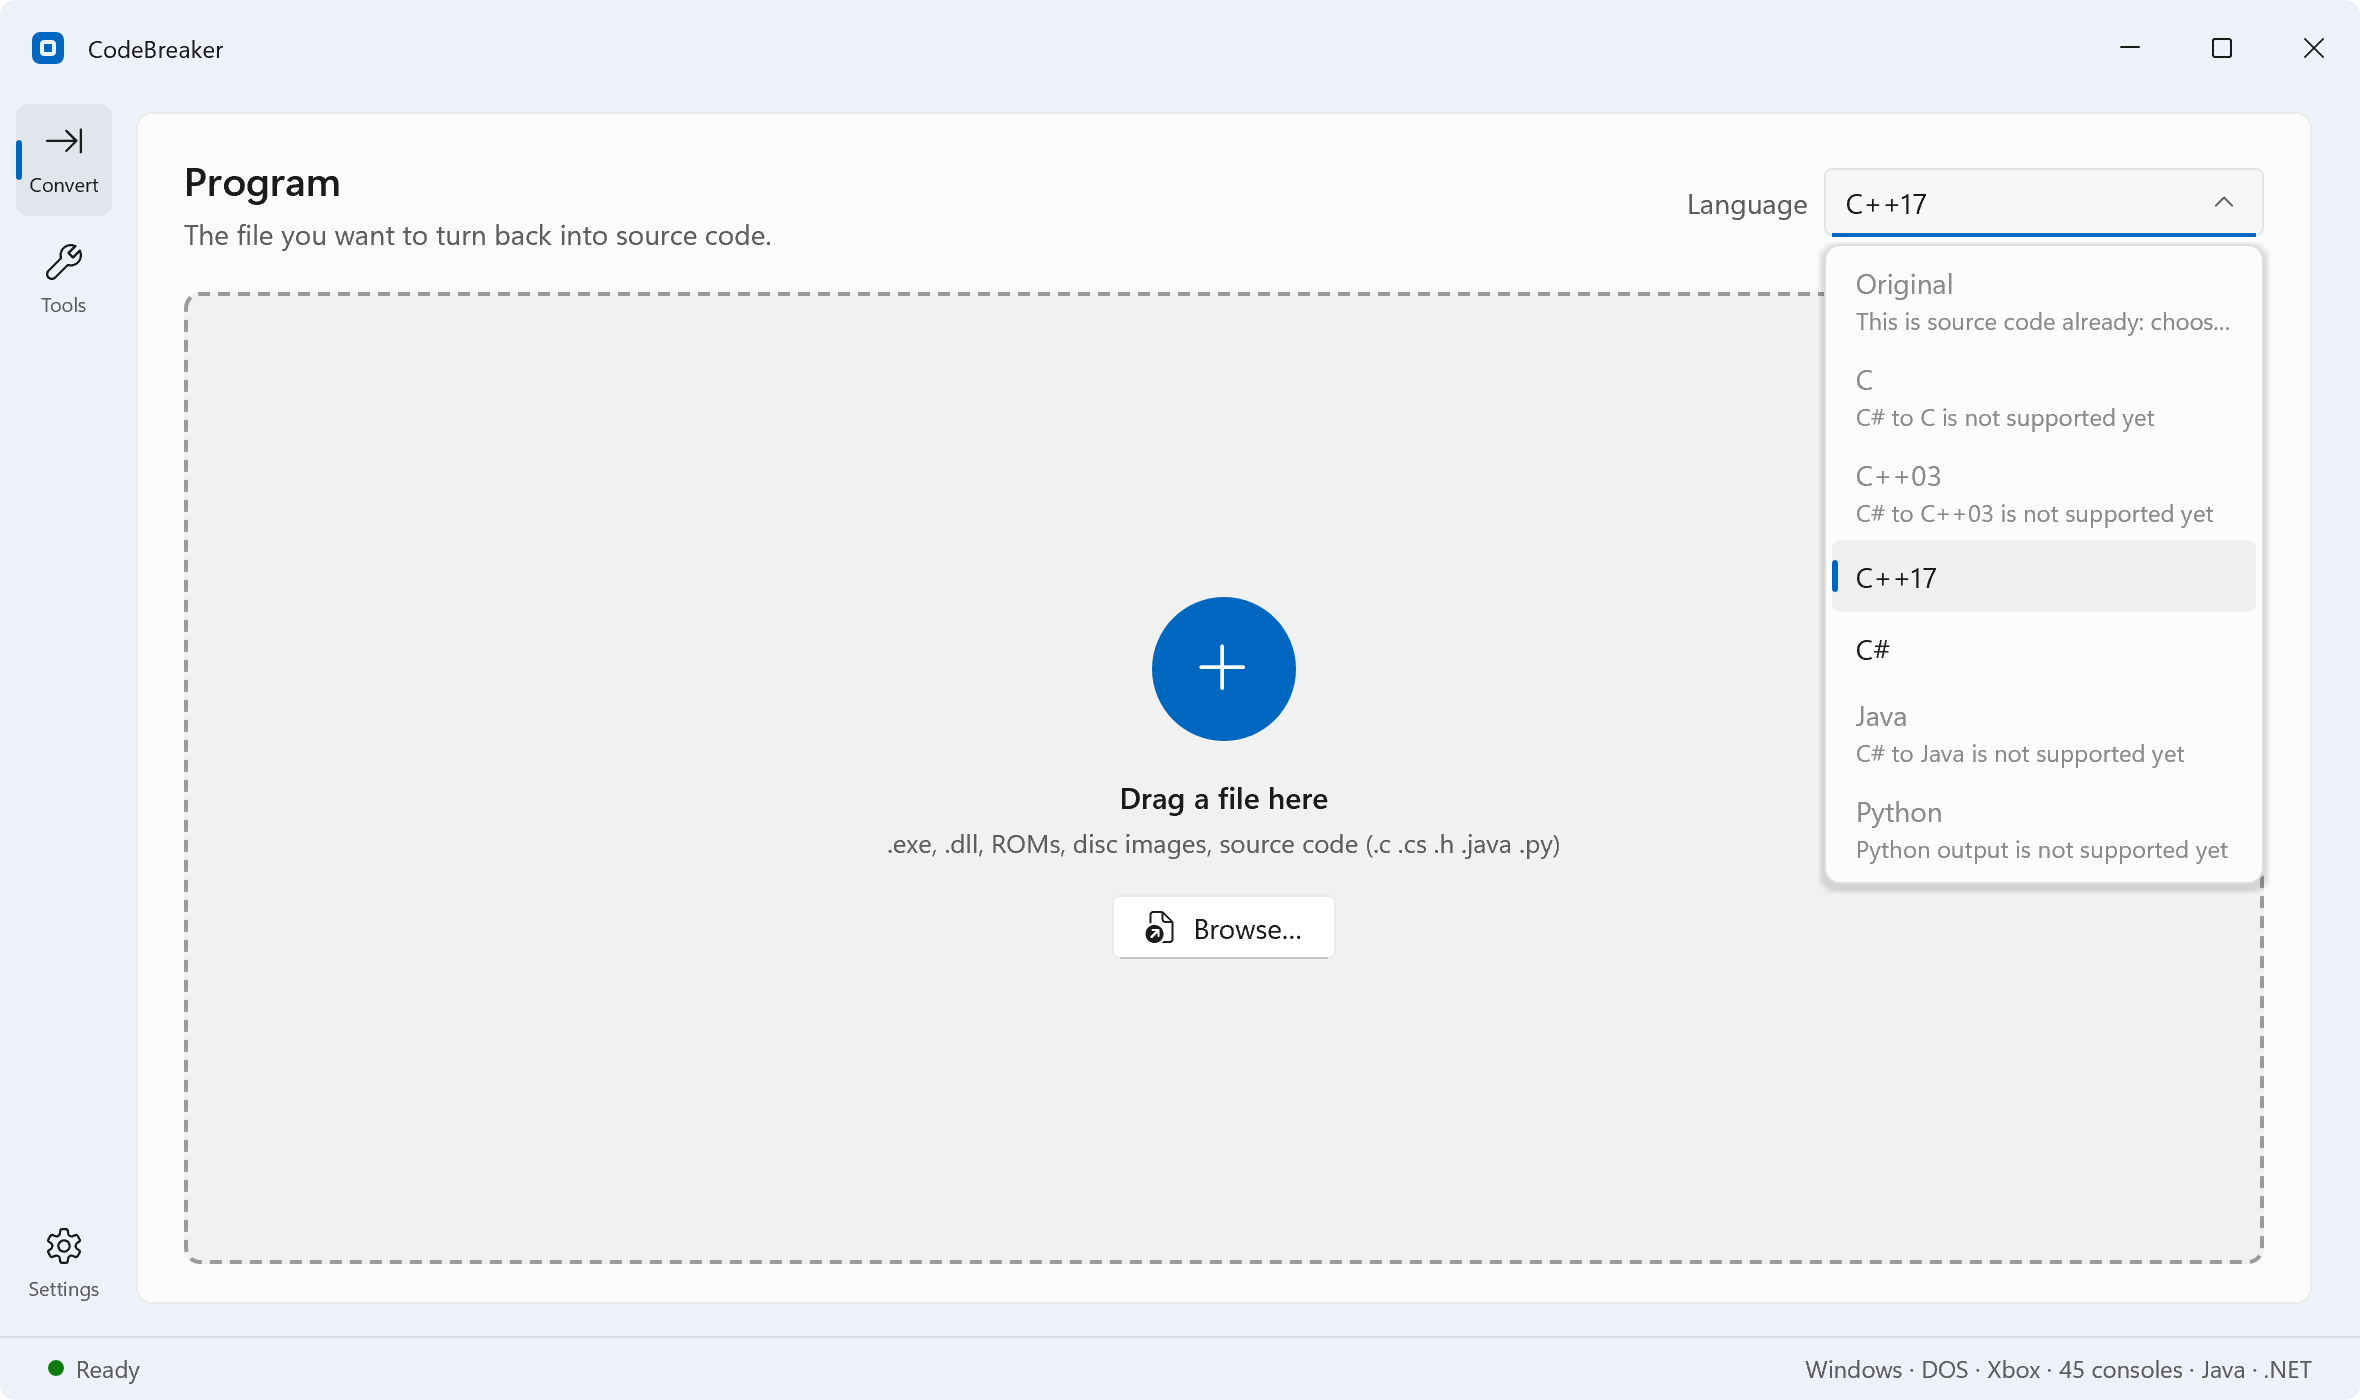 CodeBreaker
Convert
Tools
Settings
Program
The file you want to turn back into source code.
Language
C++17
Original
This is source code already: choos...
C
C# to C is not supported yet
C++03
C# to C++03 is not supported yet
C++17
C#
Java
C# to Java is not supported yet
Python
Python output is not supported yet
Drag a file here
.exe, .dll, ROMs, disc images, source code (.c .cs .h .java .py)
Browse...
Ready
Windows · DOS · Xbox · 45 consoles · Java · .NET